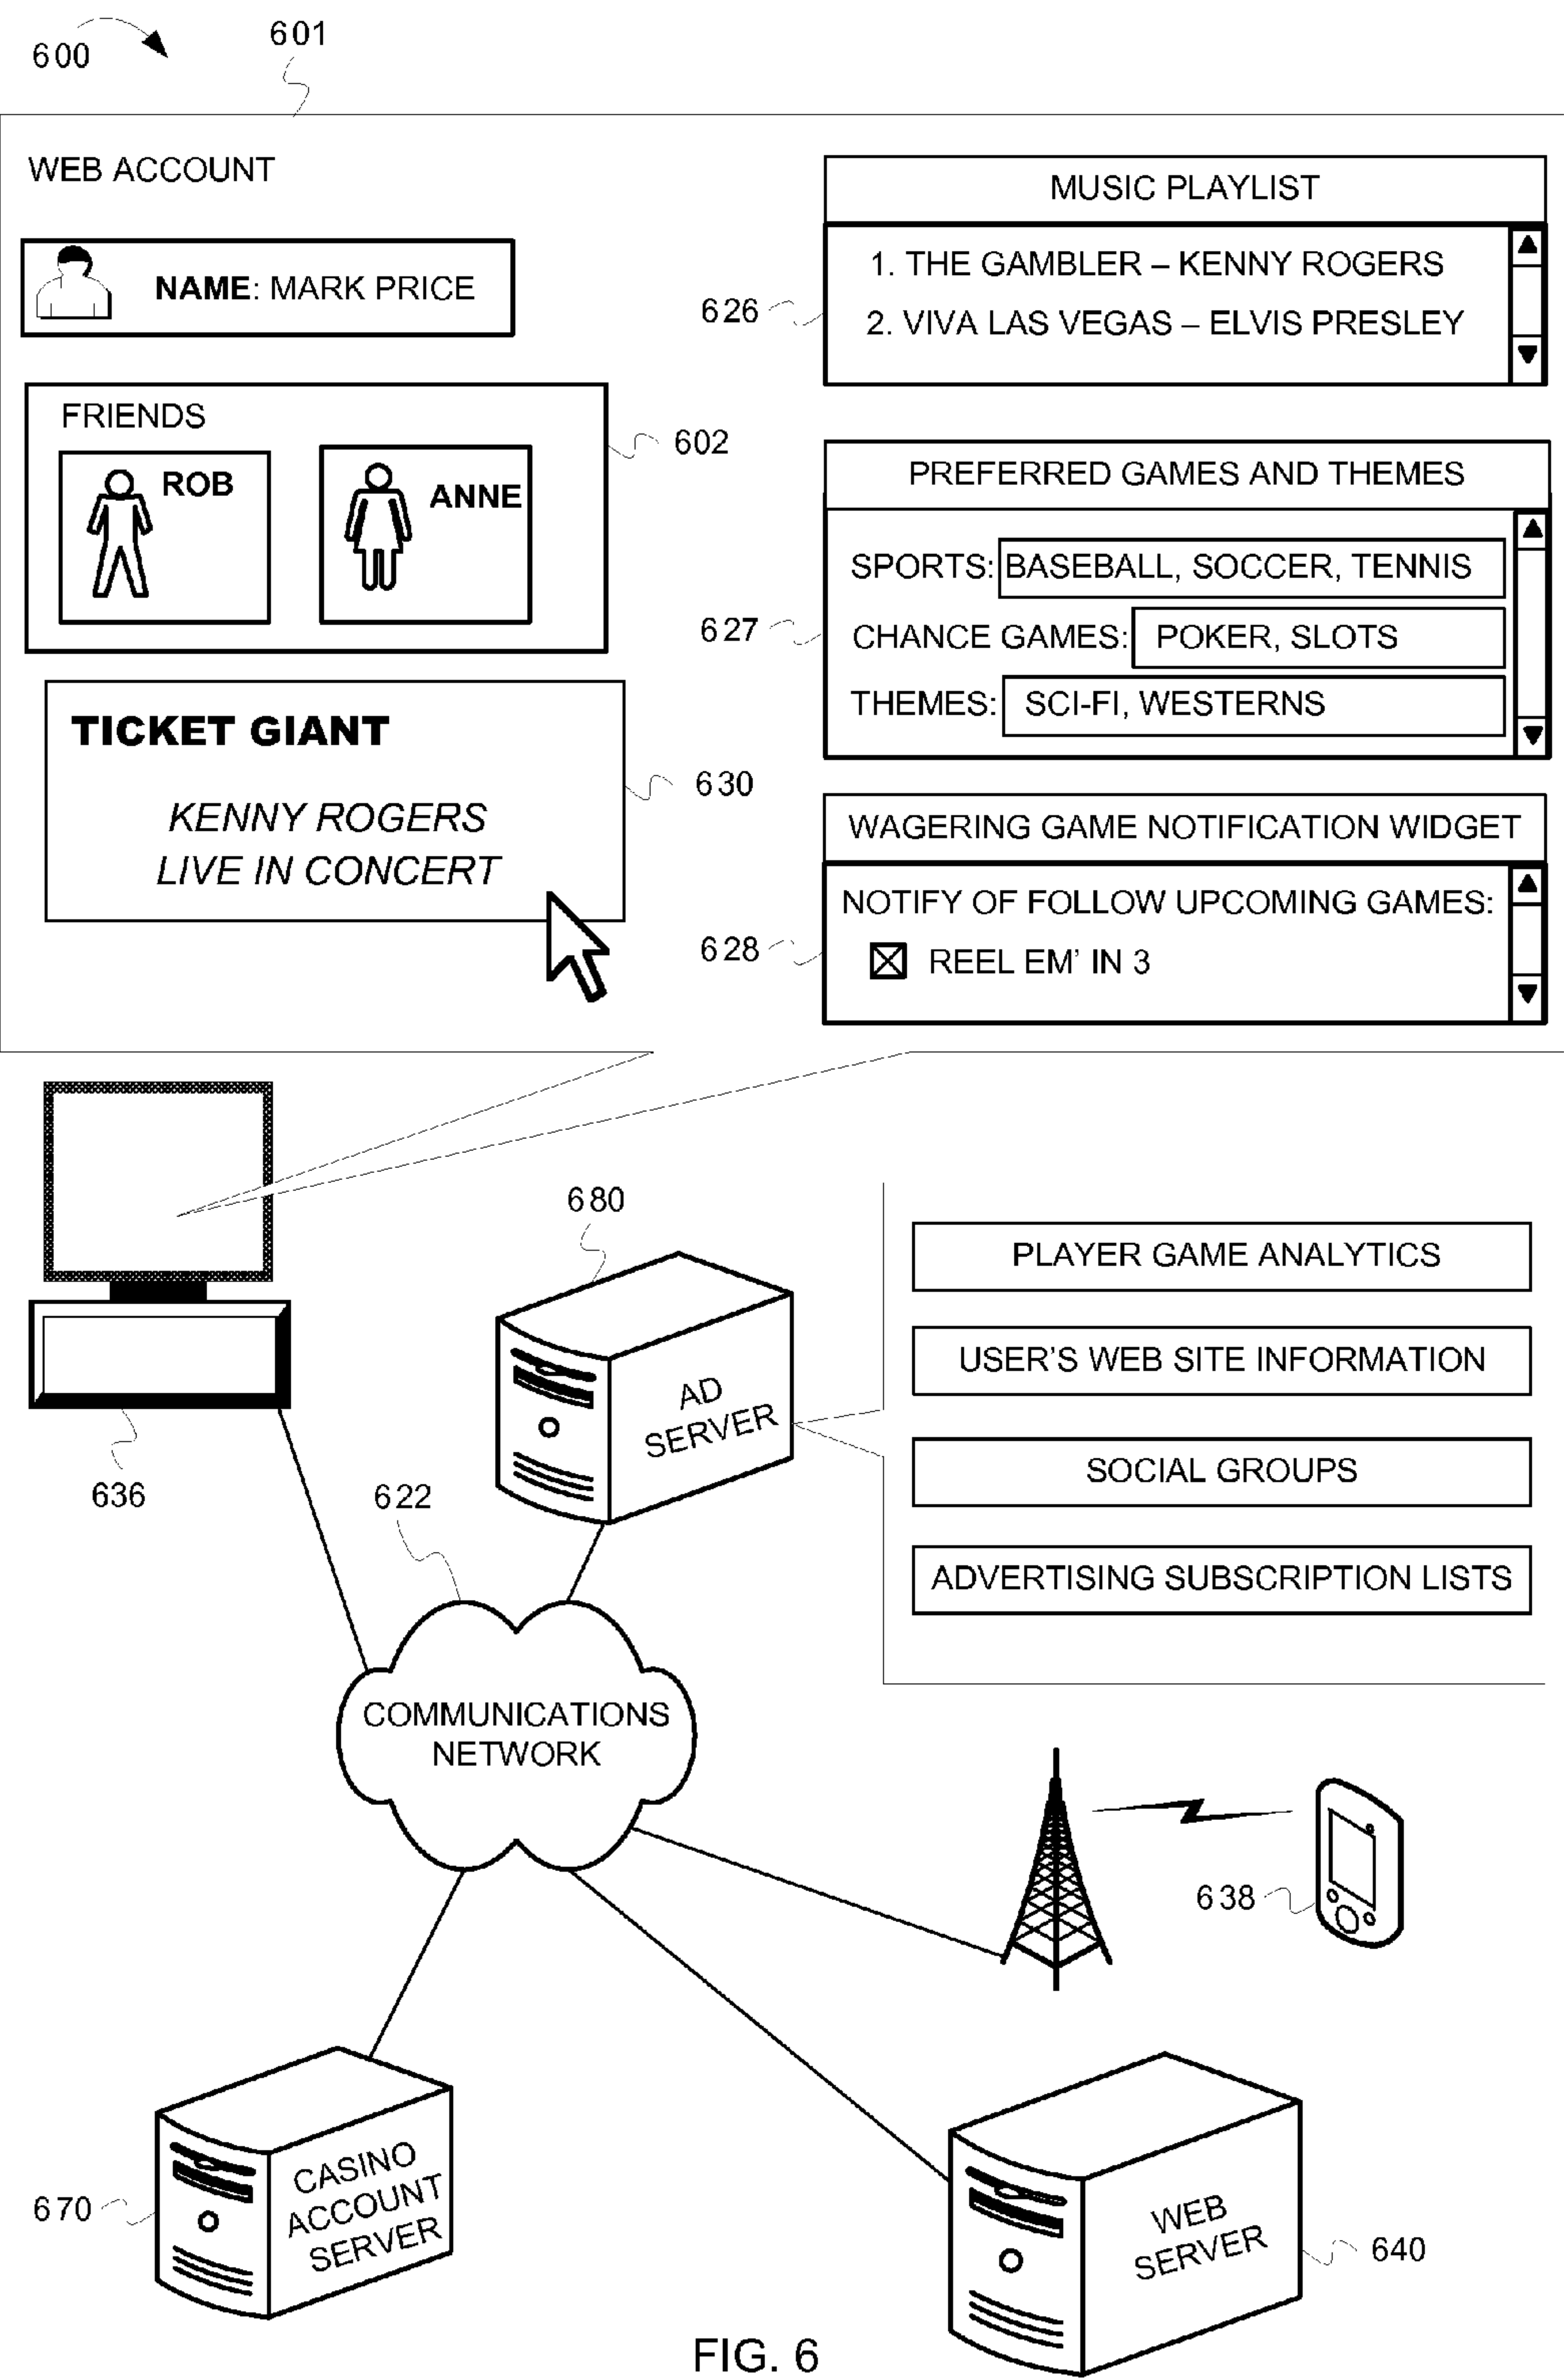 600
601
WEB ACCOUNT
NAME: MARK PRICE
FRIENDS
ROB
ANNE
602
TICKET GIANT
KENNY ROGERS
LIVE IN CONCERT
630
MUSIC PLAYLIST
1. THE GAMBLER – KENNY ROGERS
2. VIVA LAS VEGAS – ELVIS PRESLEY
626
PREFERRED GAMES AND THEMES
SPORTS: BASEBALL, SOCCER, TENNIS
CHANCE GAMES: POKER, SLOTS
THEMES: SCI-FI, WESTERNS
627
WAGERING GAME NOTIFICATION WIDGET
NOTIFY OF FOLLOW UPCOMING GAMES:
REEL EM’ IN 3
628
636
680
AD
SERVER
PLAYER GAME ANALYTICS
USER’S WEB SITE INFORMATION
SOCIAL GROUPS
ADVERTISING SUBSCRIPTION LISTS
622
COMMUNICATIONS
NETWORK
638
670
CASINO
ACCOUNT
SERVER
WEB
SERVER
640
FIG. 6